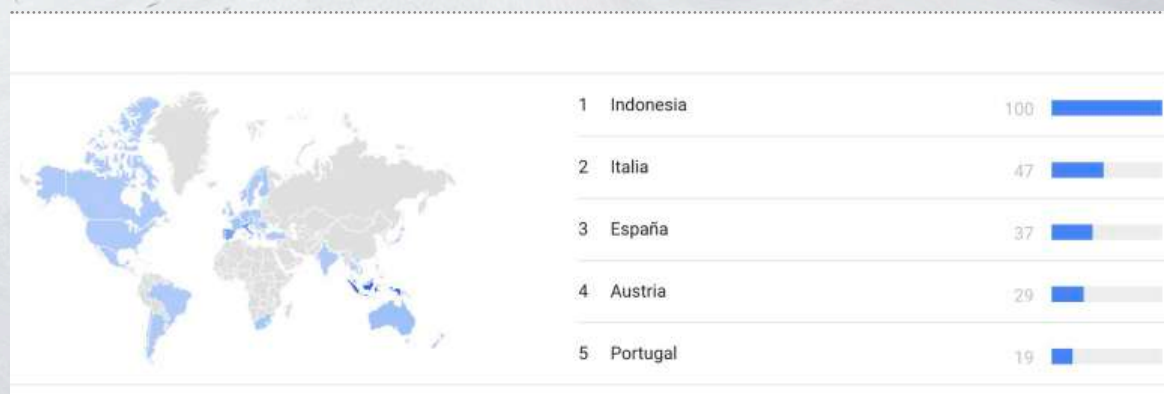 1 Indonesia 100
2 Italia 47
3 España 37
4 Austria 29
5 Portugal 19